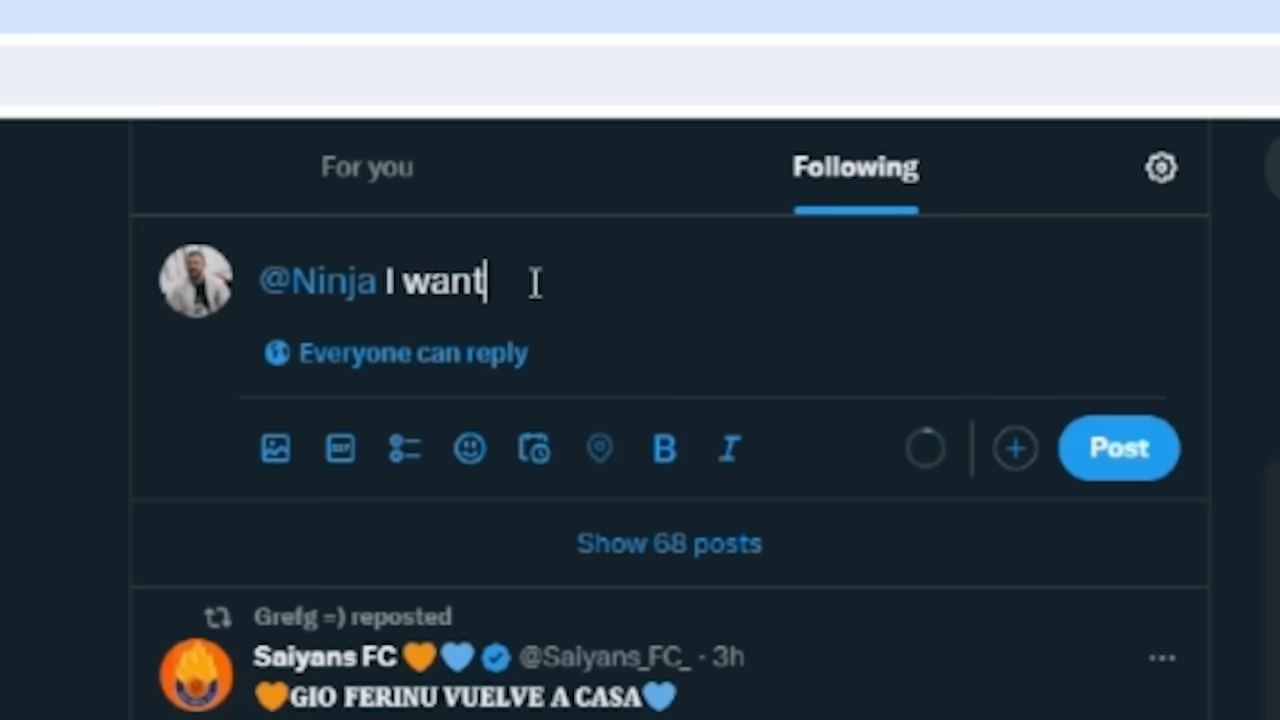 For you
Following
@Ninja I want
Everyone can reply
GIF
B I
Post
Show 68 posts
Grefg =) reposted
Saiyans FC 🧡🩵 @Saiyans_FC_ · 3h
🧡GIO FERINU VUELVE A CASA🩵